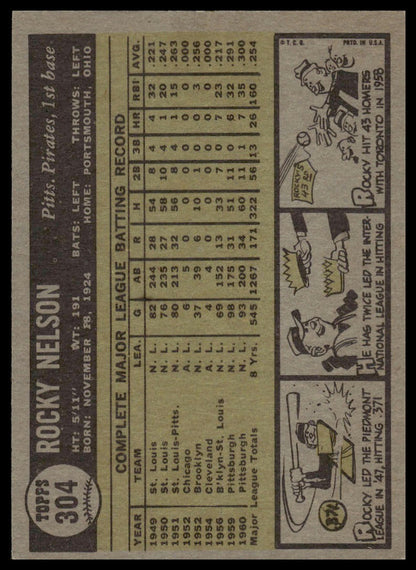 TOPPS
304
ROCKY NELSON
Pitts. Pirates, 1st base
HT: 5'11" WT: 191 BATS: LEFT THROWS: LEFT
BORN: NOVEMBER 18, 1924 HOME: PORTSMOUTH, OHIO
COMPLETE MAJOR LEAGUE BATTING RECORD
YEAR TEAM LEA. G AB R H 2B 3B HR RBI AVG.
1949 St. Louis N. L. 82 244 28 54 8 4 4 32 .221
1950 St. Louis N. L. 76 235 27 58 10 4 1 20 .247
1951 St. Louis-Pitts. N. L. 80 213 32 56 8 4 1 15 .263
1952 Chicago A. L. 6 5 0 0 0 0 0 0 .000
1952 Brooklyn N. L. 37 39 6 10 1 0 0 3 .256
1954 Cleveland A. L. 4 4 0 0 0 0 0 0 .000
1956 B'klyn-St. Louis N. L. 69 152 13 33 7 0 7 23 .217
1959 Pittsburgh N. L. 98 175 31 51 11 0 6 32 .291
1960 Pittsburgh N. L. 93 200 34 60 11 1 7 35 .300
Major League Totals 8 Yrs. 545 1267 171 322 56 13 26 160 .254
371
ROCKY LED THE PIEDMONT
LEAGUE IN '47, HITTING .371
HE HAS TWICE LED THE INTER-
NATIONAL LEAGUE IN HITTING
© T. C. G. PRTD. IN U.S.A.
ROCKY'S
43 RD
ROCKY HIT 43 HOMERS
WITH TORONTO IN 1958